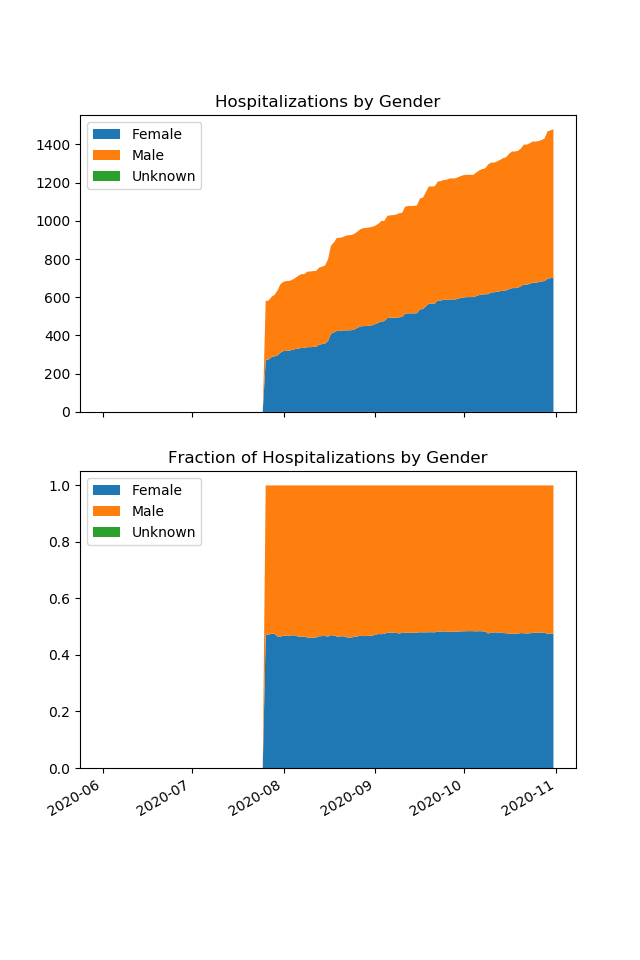 Hospitalizations by Gender
Female
Male
Unknown
1400
1200
1000
800
600
400
200
0
Fraction of Hospitalizations by Gender
Female
Male
Unknown
1.0
0.8
0.6
0.4
0.2
0.0
2020-06 2020-07 2020-08 2020-09 2020-10 2020-11